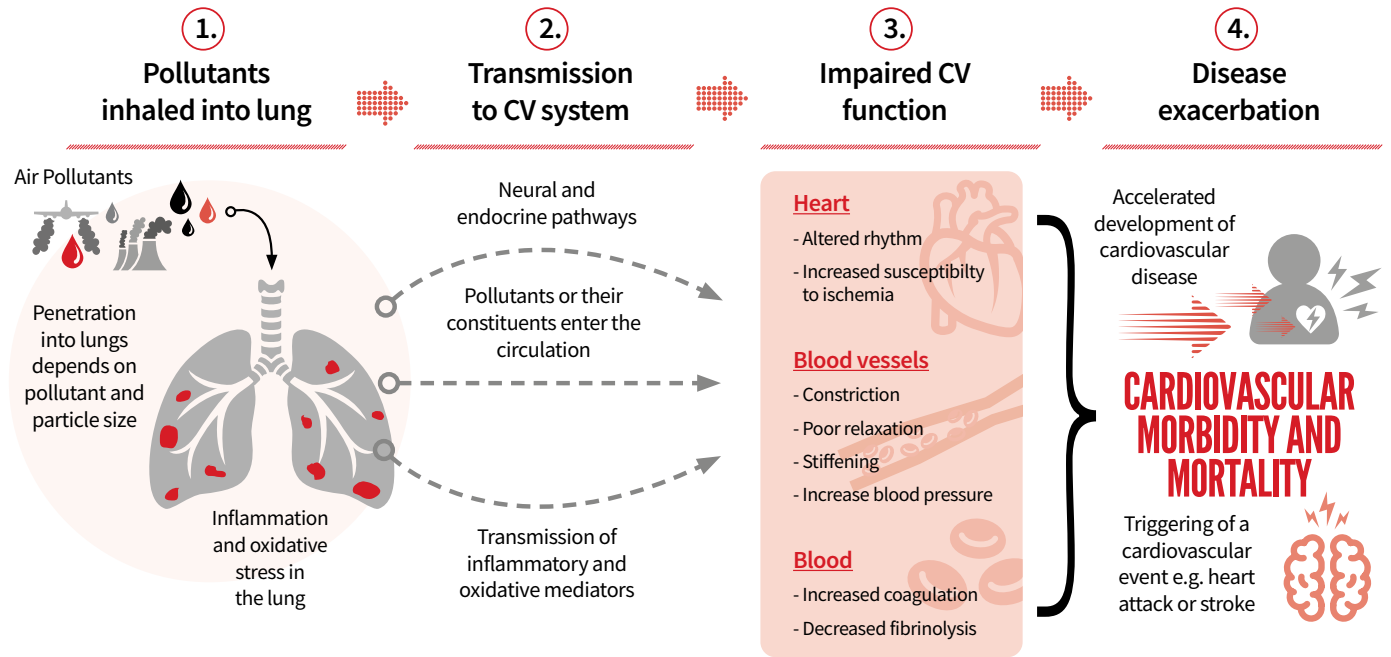 1.
Pollutants
inhaled into lung
2.
Transmission
to CV system
3.
Impaired CV
function
4.
Disease
exacerbation
Air Pollutants
Penetration
into lungs
depends on
pollutant and
particle size
Inflammation
and oxidative
stress in
the lung
Neural and
endocrine pathways
Pollutants or their
constituents enter the
circulation
Transmission of
inflammatory and
oxidative mediators
Heart
- Altered rhythm
- Increased susceptibilty
to ischemia
Blood vessels
- Constriction
- Poor relaxation
- Stiffening
- Increase blood pressure
Blood
- Increased coagulation
- Decreased fibrinolysis
Accelerated
development of
cardiovascular
disease
CARDIOVASCULAR
MORBIDITY AND
MORTALITY
Triggering of a
cardiovascular
event e.g. heart
attack or stroke